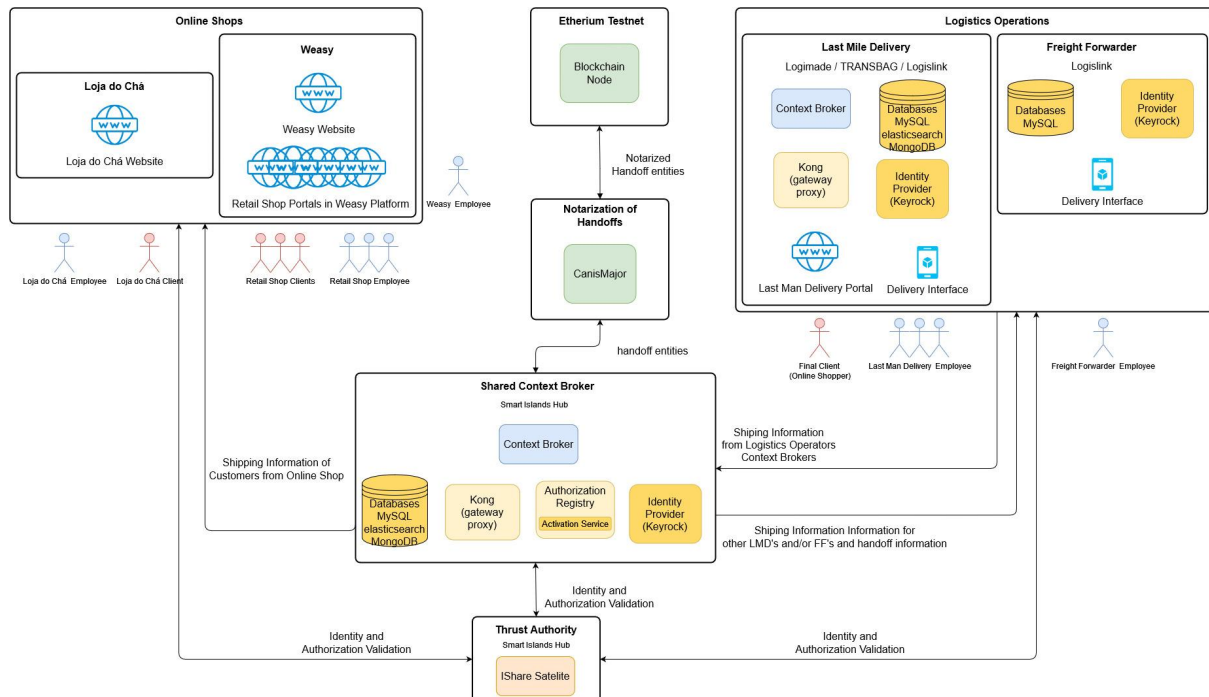 Online Shops
Weasy
Loja do Chá
Loja do Chá Website
Weasy Website
Retail Shop Portals in Weasy Platform
Weasy Employee
Loja do Chá Employee
Loja do Chá Client
Retail Shop Clients
Retail Shop Employee
Etherium Testnet
Blockchain
Node
Notarized
Handoff entities
Notarization of
Handoffs
CanisMajor
handoff entities
Logistics Operations
Last Mile Delivery
Logimade / TRANSBAG / Logislink
Context Broker
Databases
MySQL
elasticsearch
MongoDB
Kong
(gateway
proxy)
Identity
Provider
(Keyrock)
Last Man Delivery Portal
Delivery Interface
Freight Forwarder
Logislink
Databases
MySQL
Identity
Provider
(Keyrock)
Delivery Interface
Final Client
(Online Shopper)
Last Man Delivery Employee
Freight Forwarder Employee
Shared Context Broker
Smart Islands Hub
Context Broker
Databases
MySQL
elasticsearch
MongoDB
Kong
(gateway
proxy)
Authorization
Registry
Activation Service
Identity
Provider
(Keyrock)
Shipping Information of
Customers from Online Shop
Shiping Information
from Logistics Operators
Context Brokers
Shiping Information Information for
other LMD's and/or FF's and handoff information
Identity and
Authorization Validation
Thrust Authority
Smart Islands Hub
IShare Satelite
Identity and
Authorization Validation
Identity and
Authorization Validation